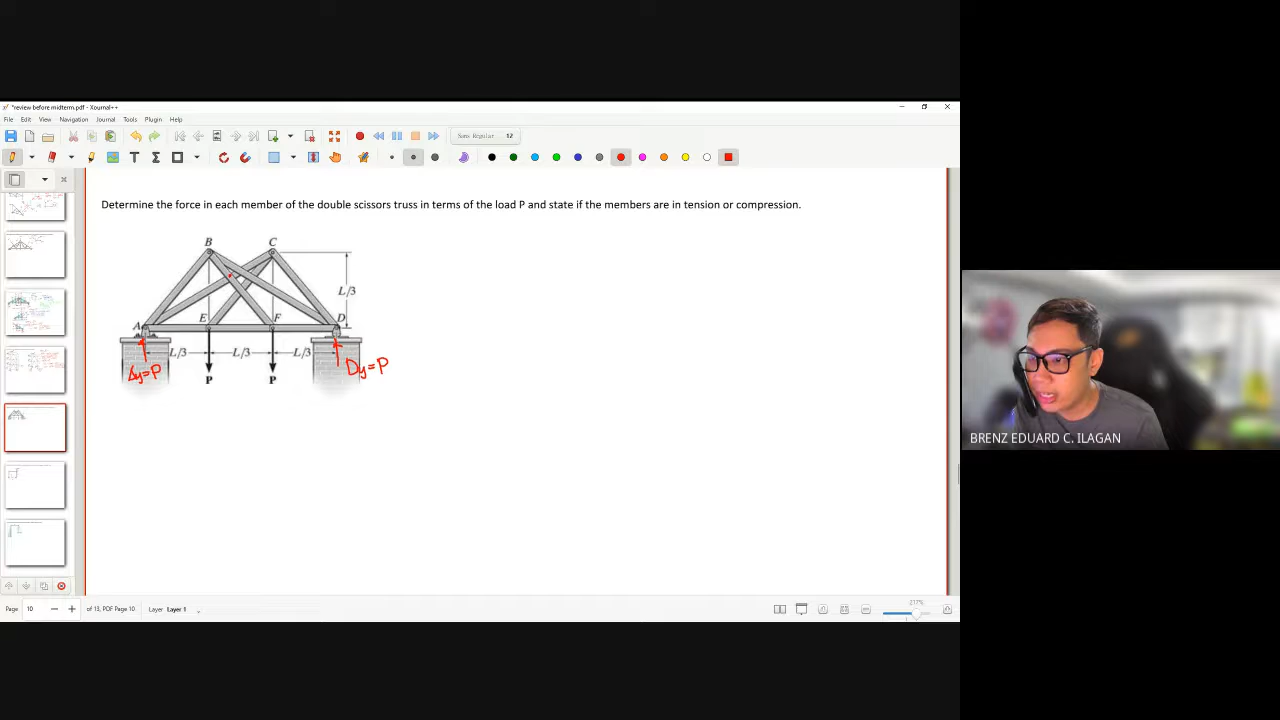 *review before midterm.pdf - Xournal++
File Edit View Navigation Journal Tools Plugin Help
Sans Regular 12
Determine the force in each member of the double scissors truss in terms of the load P and state if the members are in tension or compression.
B C
L/3
A E F D
L/3 L/3 L/3
Ay=P P P Dy=P
BRENZ EDUARD C. ILAGAN
Page 10 of 13, PDF Page 10 Layer Layer 1 217%